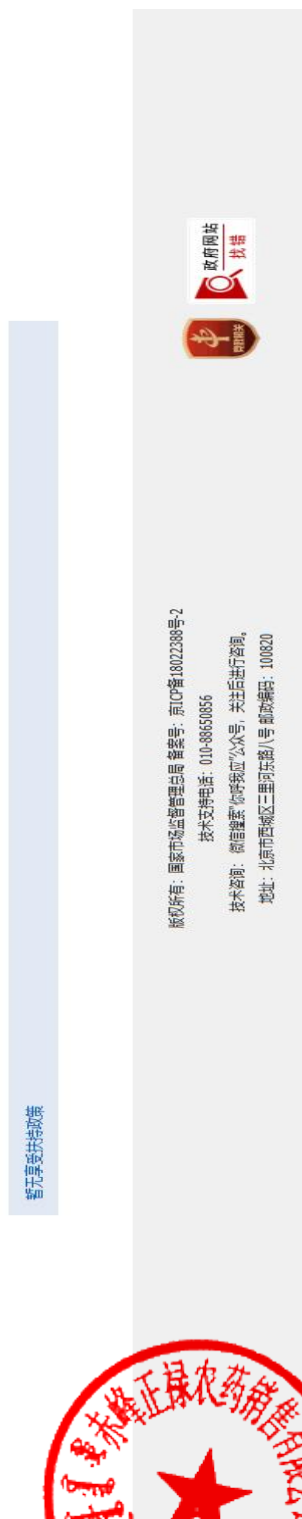 暂无享受扶持政策
版权所有：国家市场监督管理总局 备案号：京ICP备18022388号-2
技术支持电话：010-88650856
技术咨询：微信搜索“你呼我应”公众号，关注后进行咨询。
地址：北京市西城区三里河东路八号 邮政编码：100820
党政机关
政府网站
找错
赤峰正禄农药销售有限公